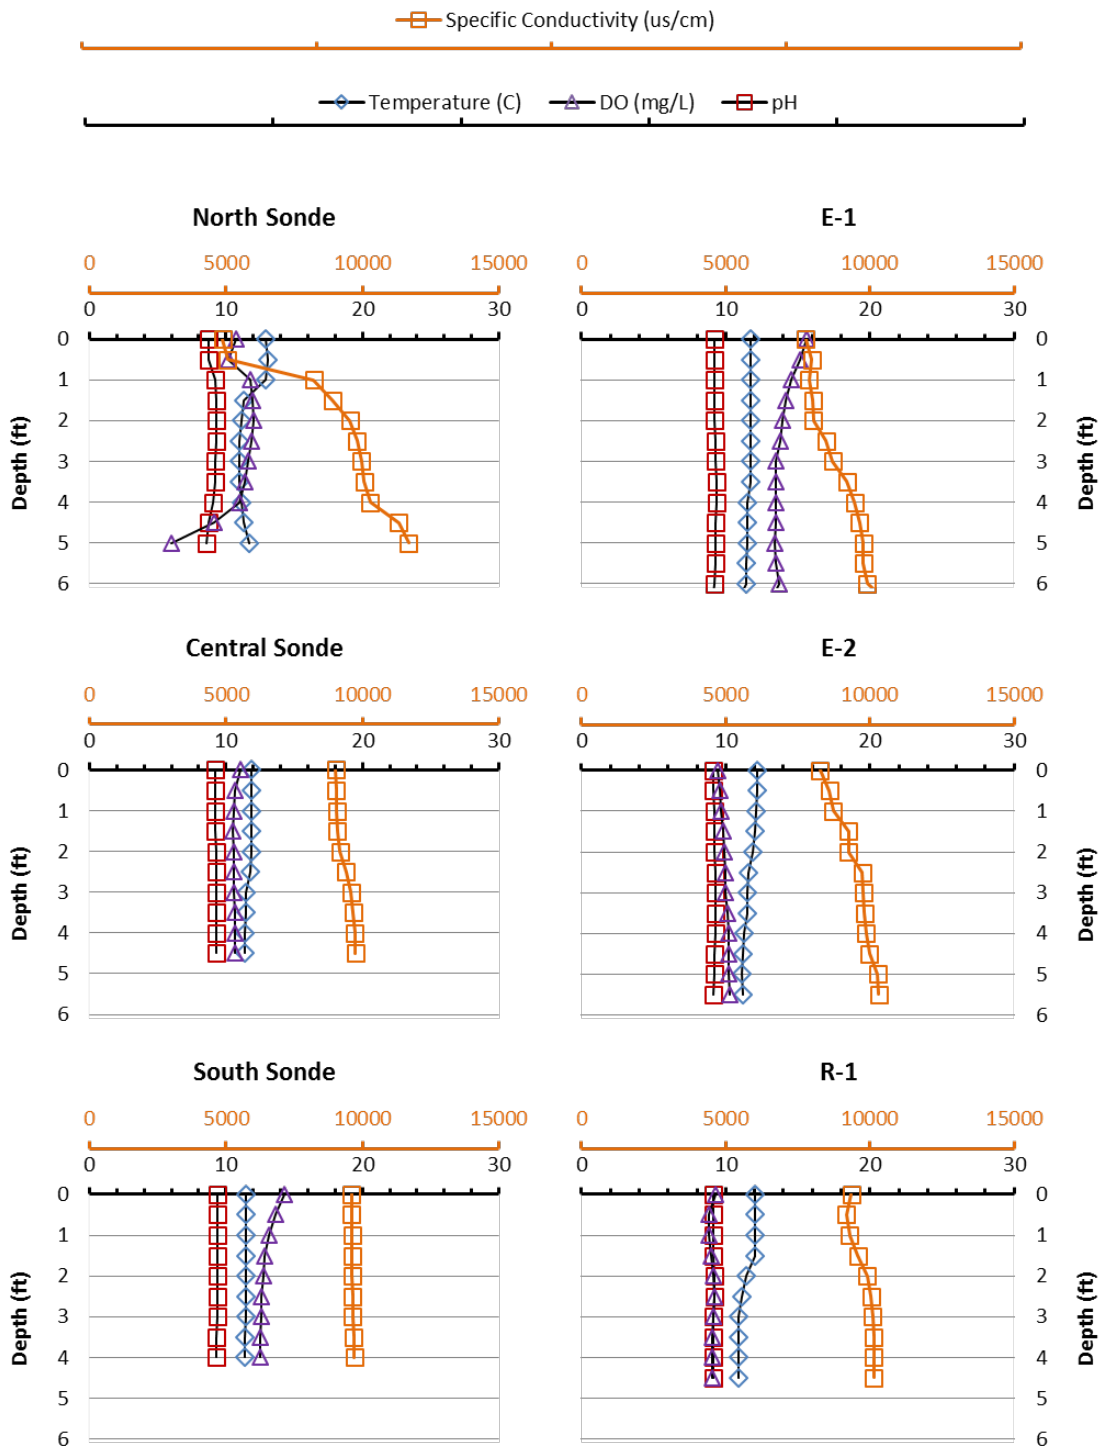 Specific Conductivity (us/cm)
Temperature (C) DO (mg/L) pH
North Sonde
0 5000 10000 15000
0 10 20 30
0
1
2
3
4
5
6
Depth (ft)
E-1
0 5000 10000 15000
0 10 20 30
0
1
2
3
4
5
6
Depth (ft)
Central Sonde
0 5000 10000 15000
0 10 20 30
0
1
2
3
4
5
6
Depth (ft)
E-2
0 5000 10000 15000
0 10 20 30
0
1
2
3
4
5
6
Depth (ft)
South Sonde
0 5000 10000 15000
0 10 20 30
0
1
2
3
4
5
6
Depth (ft)
R-1
0 5000 10000 15000
0 10 20 30
0
1
2
3
4
5
6
Depth (ft)